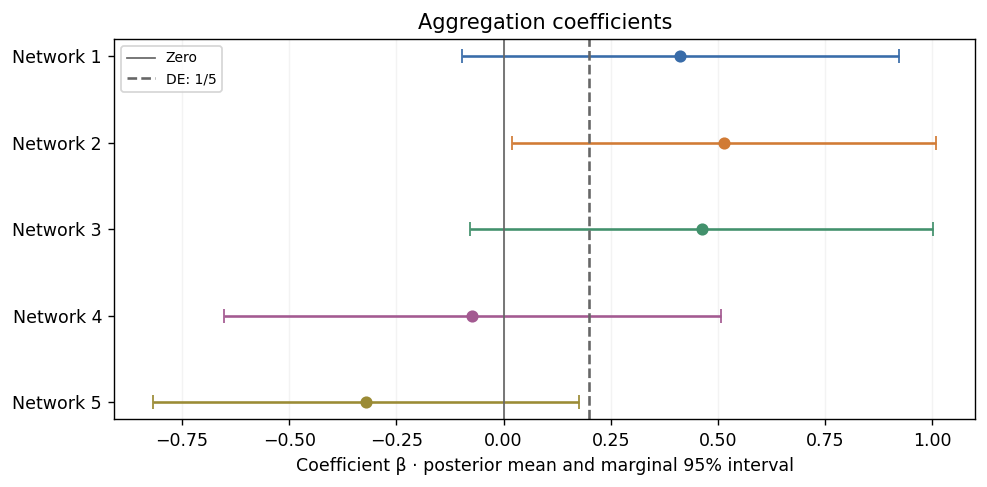 Aggregation coefficients
Zero
DE: 1/5
Network 1
Network 2
Network 3
Network 4
Network 5
−0.75 −0.50 −0.25 0.00 0.25 0.50 0.75 1.00
Coefficient β · posterior mean and marginal 95% interval